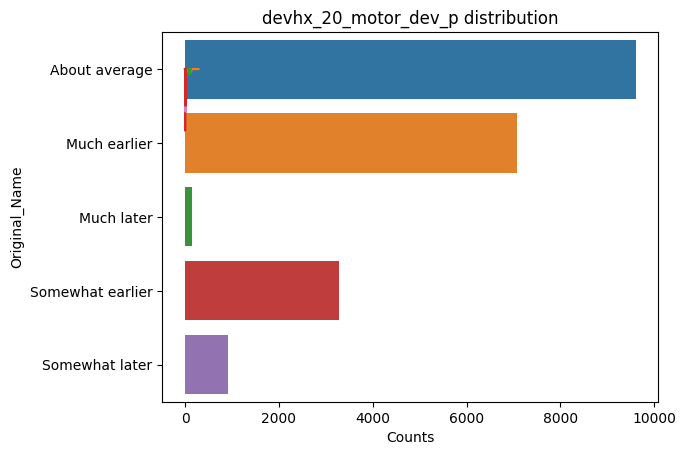 devhx_20_motor_dev_p distribution
About average
Much earlier
Much later
Somewhat earlier
Somewhat later
Original_Name
0 2000 4000 6000 8000 10000
Counts